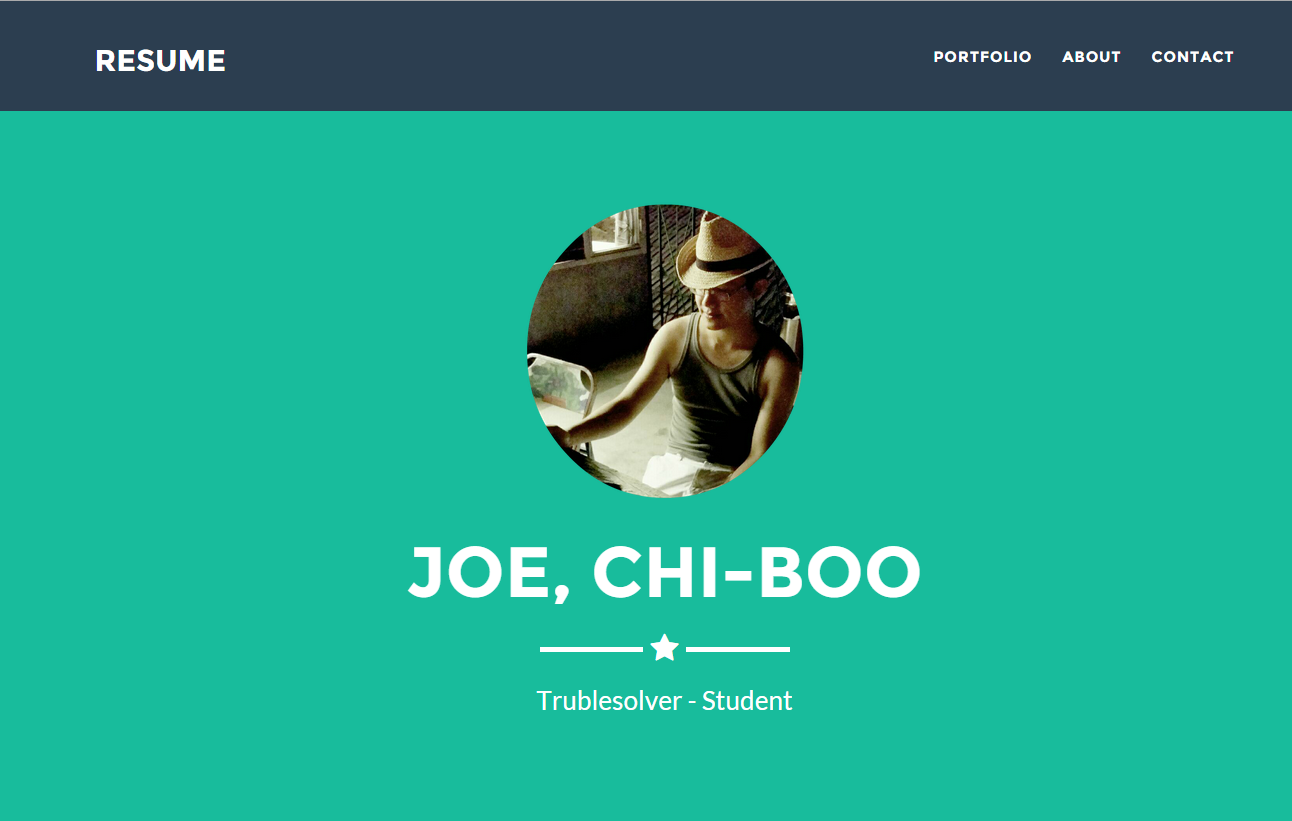 RESUME
PORTFOLIO ABOUT CONTACT
JOE, CHI-BOO
Trublesolver - Student